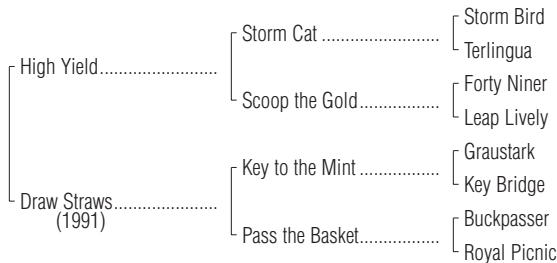 Storm Bird
Storm Cat ........................
Terlingua
High Yield........................
Forty Niner
Scoop the Gold................
Leap Lively
Graustark
Key to the Mint ................
Key Bridge
Draw Straws.....................
(1991)
Buckpasser
Pass the Basket................
Royal Picnic